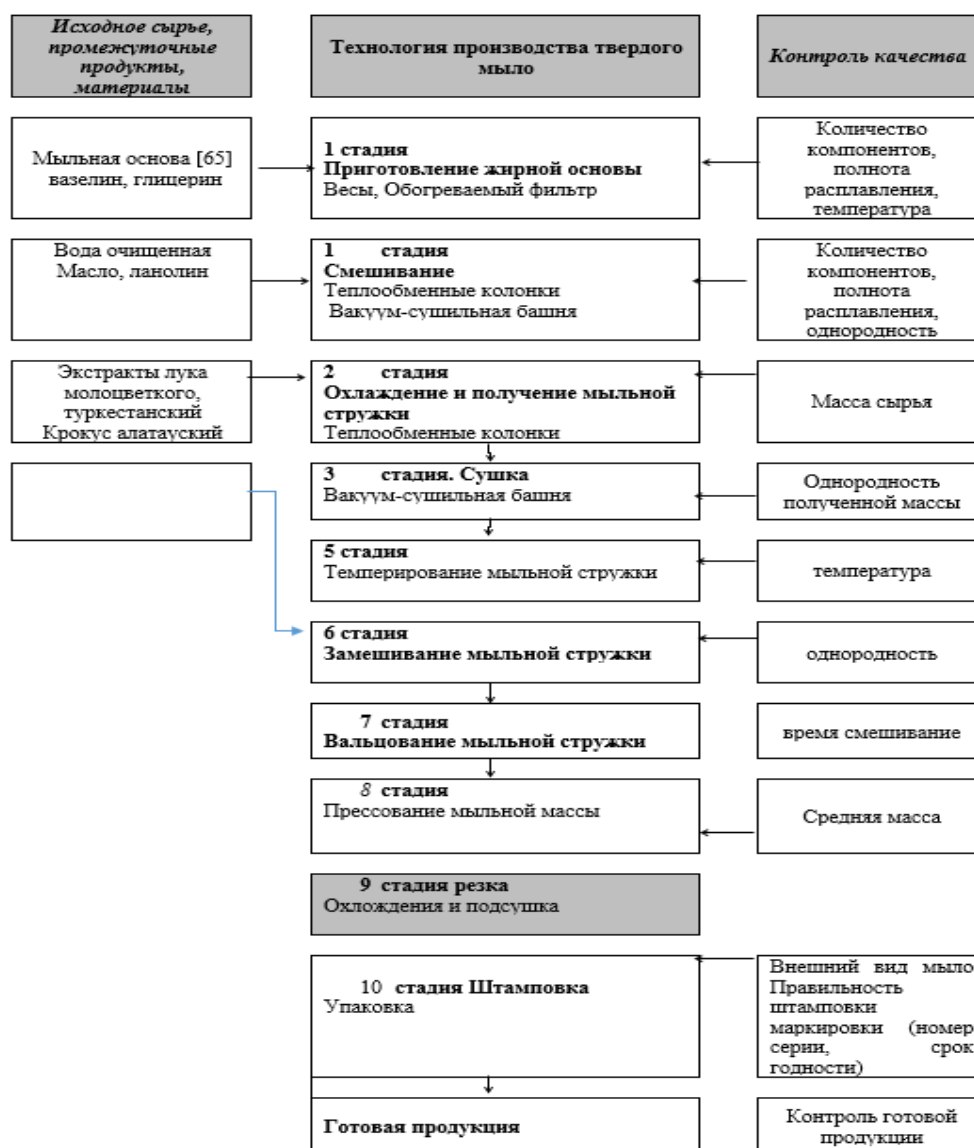 Исходное сырье,
промежуточные
продукты,
материалы
Технология производства твердого
мыло
Контроль качества
Мыльная основа [65]
вазелин, глицерин
1 стадия
Приготовление жирной основы
Весы, Обогреваемый фильтр
Количество
компонентов,
полнота
расплавления,
температура
Вода очищенная
Масло, ланолин
1 стадия
Смешивание
Теплообменные колонки
Вакуум-сушильная башня
Количество
компонентов,
полнота
расплавления,
однородность
Экстракты лука
молоцветкого,
туркестанский
Крокус алатауский
2 стадия
Охлаждение и получение мыльной
стружки
Теплообменные колонки
Масса сырья
3 стадия. Сушка
Вакуум-сушильная башня
Однородность
полученной массы
5 стадия
Темперирование мыльной стружки
температура
6 стадия
Замешивание мыльной стружки
однородность
7 стадия
Вальцование мыльной стружки
время смешивание
8 стадия
Прессование мыльной массы
Средняя масса
9 стадия резка
Охлождения и подсушка
10 стадия Штамповка
Упаковка
Внешний вид мыло
Правильность
штамповки
маркировки (номер
серии, срок
годности)
Готовая продукция
Контроль готовой
продукции